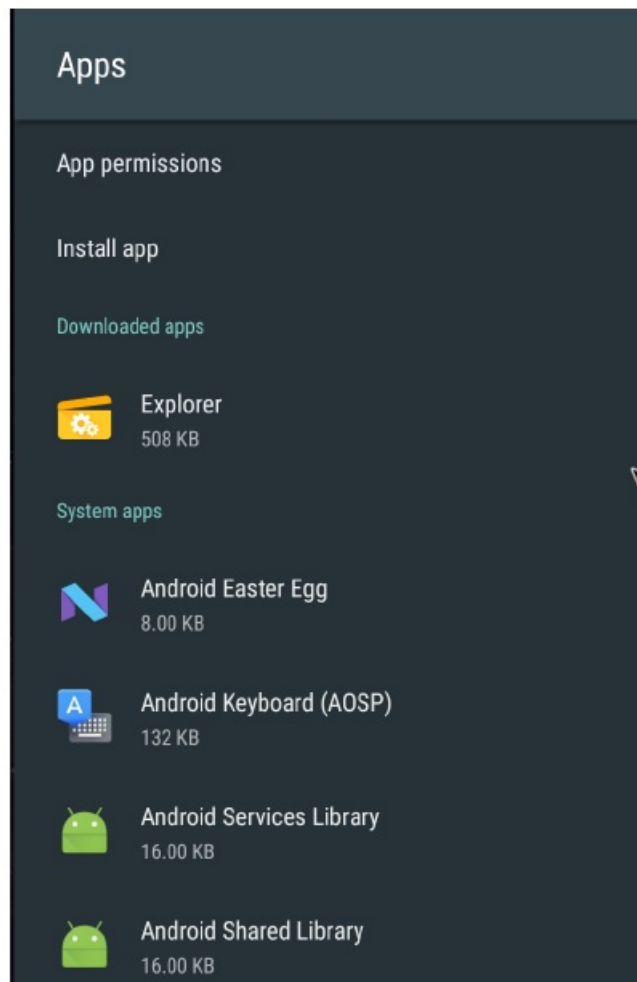 Apps
App permissions
Install app
Downloaded apps
Explorer
508 KB
System apps
Android Easter Egg
8.00 KB
A
Android Keyboard (AOSP)
132 KB
Android Services Library
16.00 KB
Android Shared Library
16.00 KB